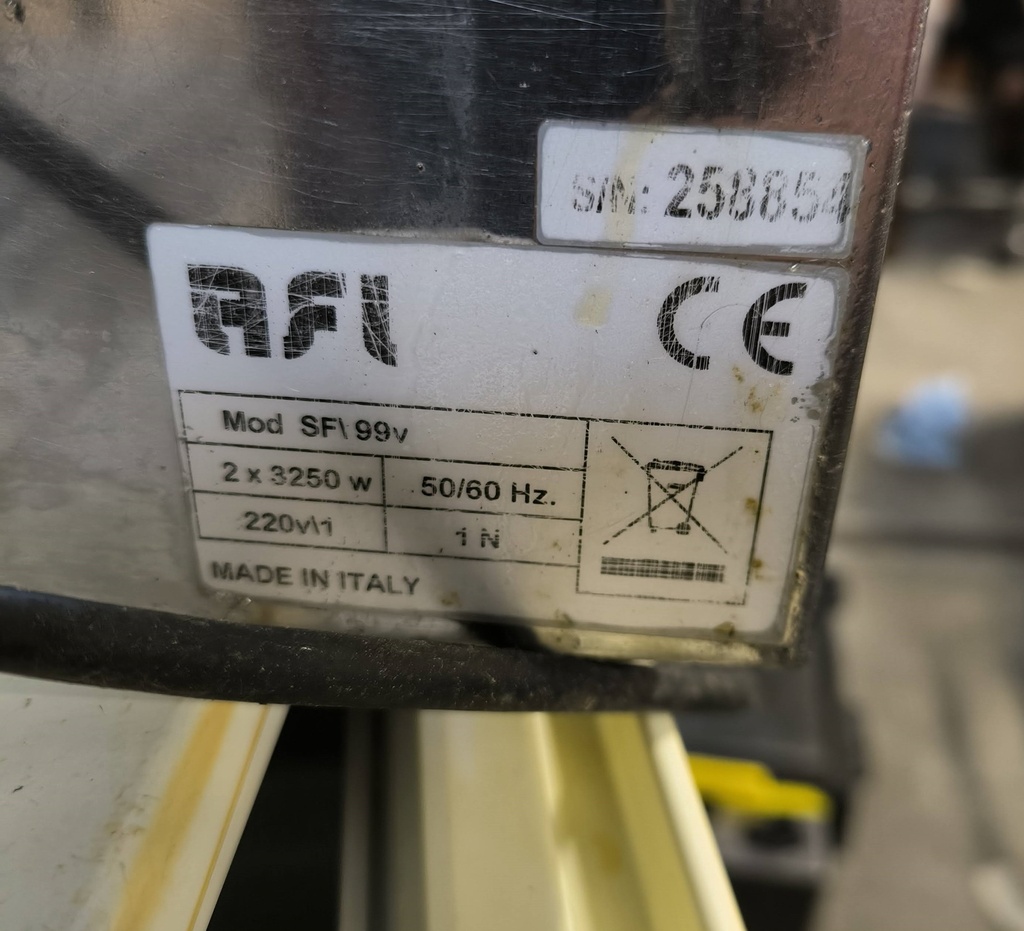 S/N: 258854
AFI
CE
Mod SF\ 99v
2 x 3250 w
50/60 Hz.
220v\1
1 N
MADE IN ITALY